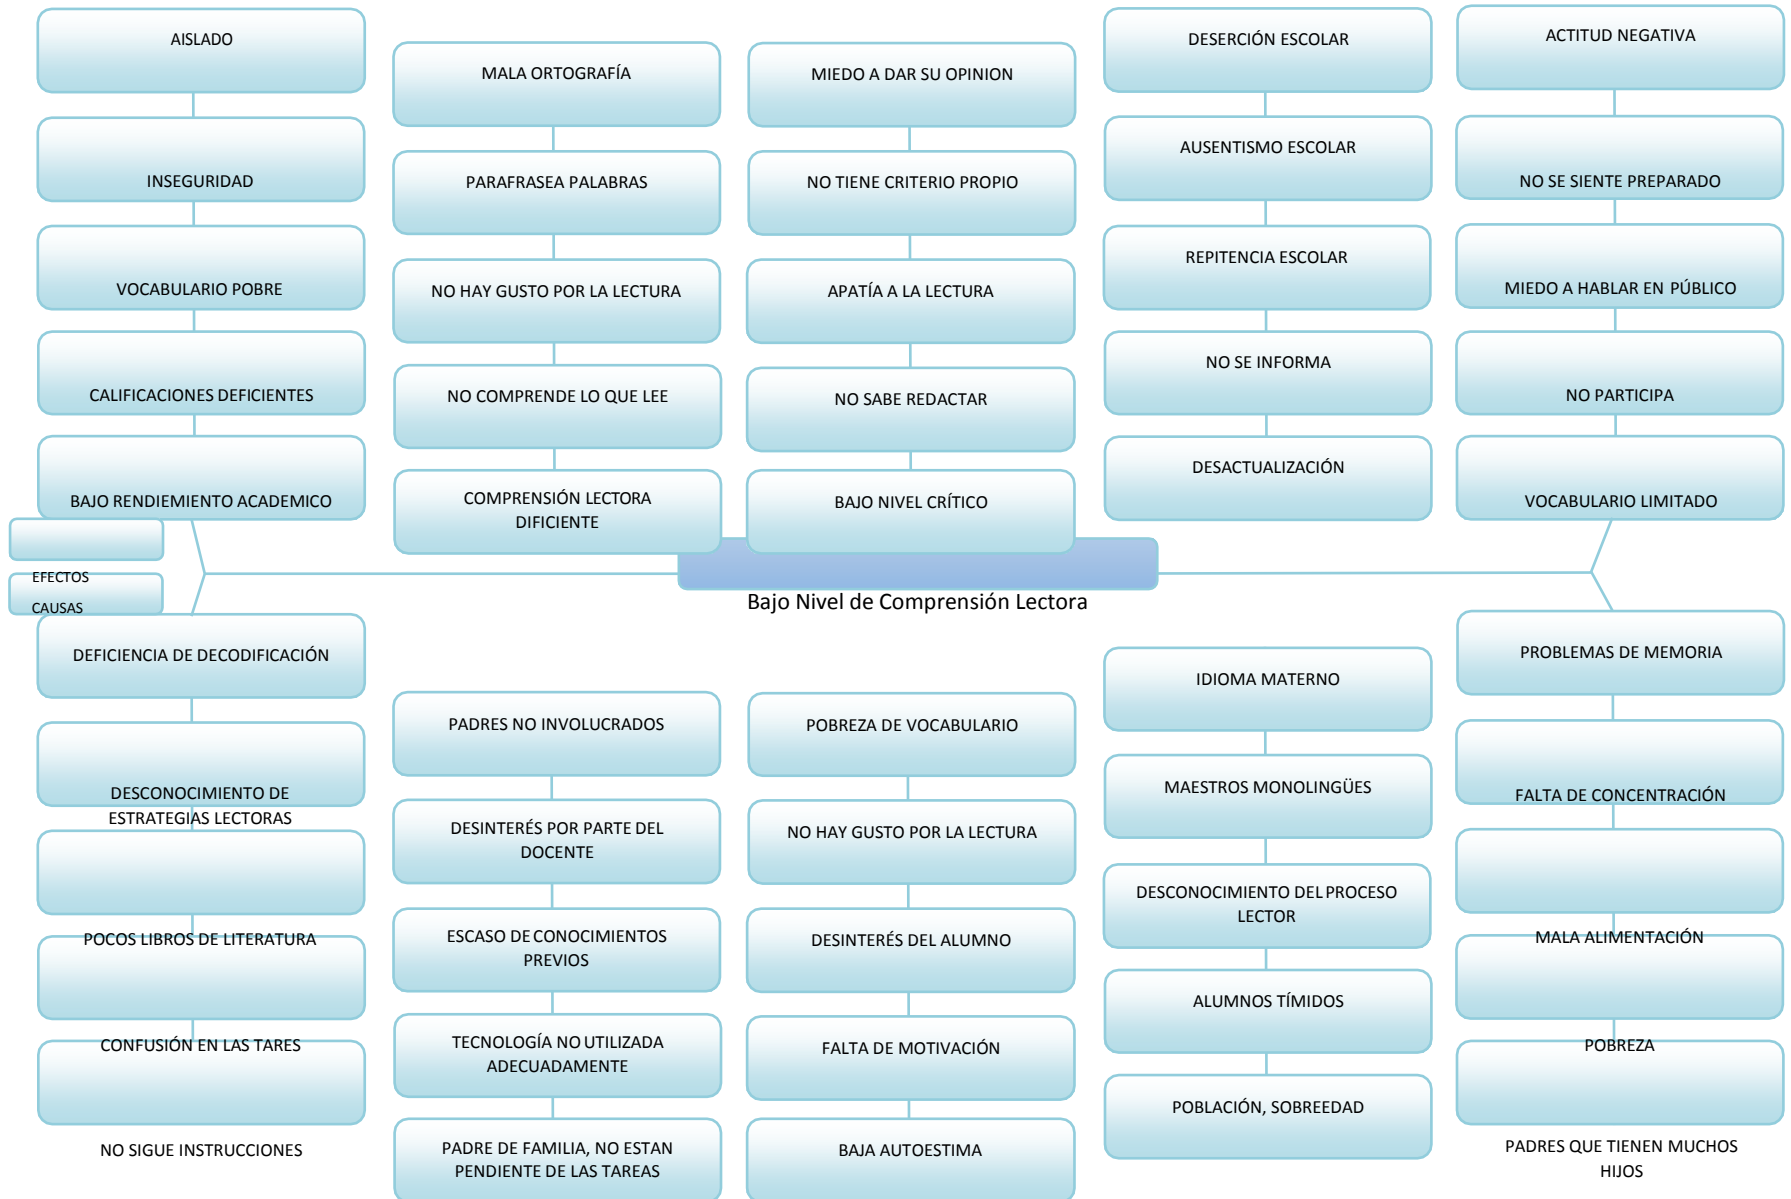 AISLADO
INSEGURIDAD
VOCABULARIO POBRE
CALIFICACIONES DEFICIENTES
BAJO RENDIEMIENTO ACADEMICO
MALA ORTOGRAFÍA
PARAFRASEA PALABRAS
NO HAY GUSTO POR LA LECTURA
NO COMPRENDE LO QUE LEE
COMPRENSIÓN LECTORA
DIFICIENTE
MIEDO A DAR SU OPINION
NO TIENE CRITERIO PROPIO
APATÍA A LA LECTURA
NO SABE REDACTAR
BAJO NIVEL CRÍTICO
DESERCIÓN ESCOLAR
AUSENTISMO ESCOLAR
REPITENCIA ESCOLAR
NO SE INFORMA
DESACTUALIZACIÓN
ACTITUD NEGATIVA
NO SE SIENTE PREPARADO
MIEDO A HABLAR EN PÚBLICO
NO PARTICIPA
VOCABULARIO LIMITADO
EFECTOS
CAUSAS
Bajo Nivel de Comprensión Lectora
DEFICIENCIA DE DECODIFICACIÓN
DESCONOCIMIENTO DE
ESTRATEGIAS LECTORAS
POCOS LIBROS DE LITERATURA
CONFUSIÓN EN LAS TARES
NO SIGUE INSTRUCCIONES
PADRES NO INVOLUCRADOS
DESINTERÉS POR PARTE DEL
DOCENTE
ESCASO DE CONOCIMIENTOS
PREVIOS
TECNOLOGÍA NO UTILIZADA
ADECUADAMENTE
PADRE DE FAMILIA, NO ESTAN
PENDIENTE DE LAS TAREAS
POBREZA DE VOCABULARIO
NO HAY GUSTO POR LA LECTURA
DESINTERÉS DEL ALUMNO
FALTA DE MOTIVACIÓN
BAJA AUTOESTIMA
IDIOMA MATERNO
MAESTROS MONOLINGÜES
DESCONOCIMIENTO DEL PROCESO
LECTOR
ALUMNOS TÍMIDOS
POBLACIÓN, SOBREEDAD
PROBLEMAS DE MEMORIA
FALTA DE CONCENTRACIÓN
MALA ALIMENTACIÓN
POBREZA
PADRES QUE TIENEN MUCHOS
HIJOS